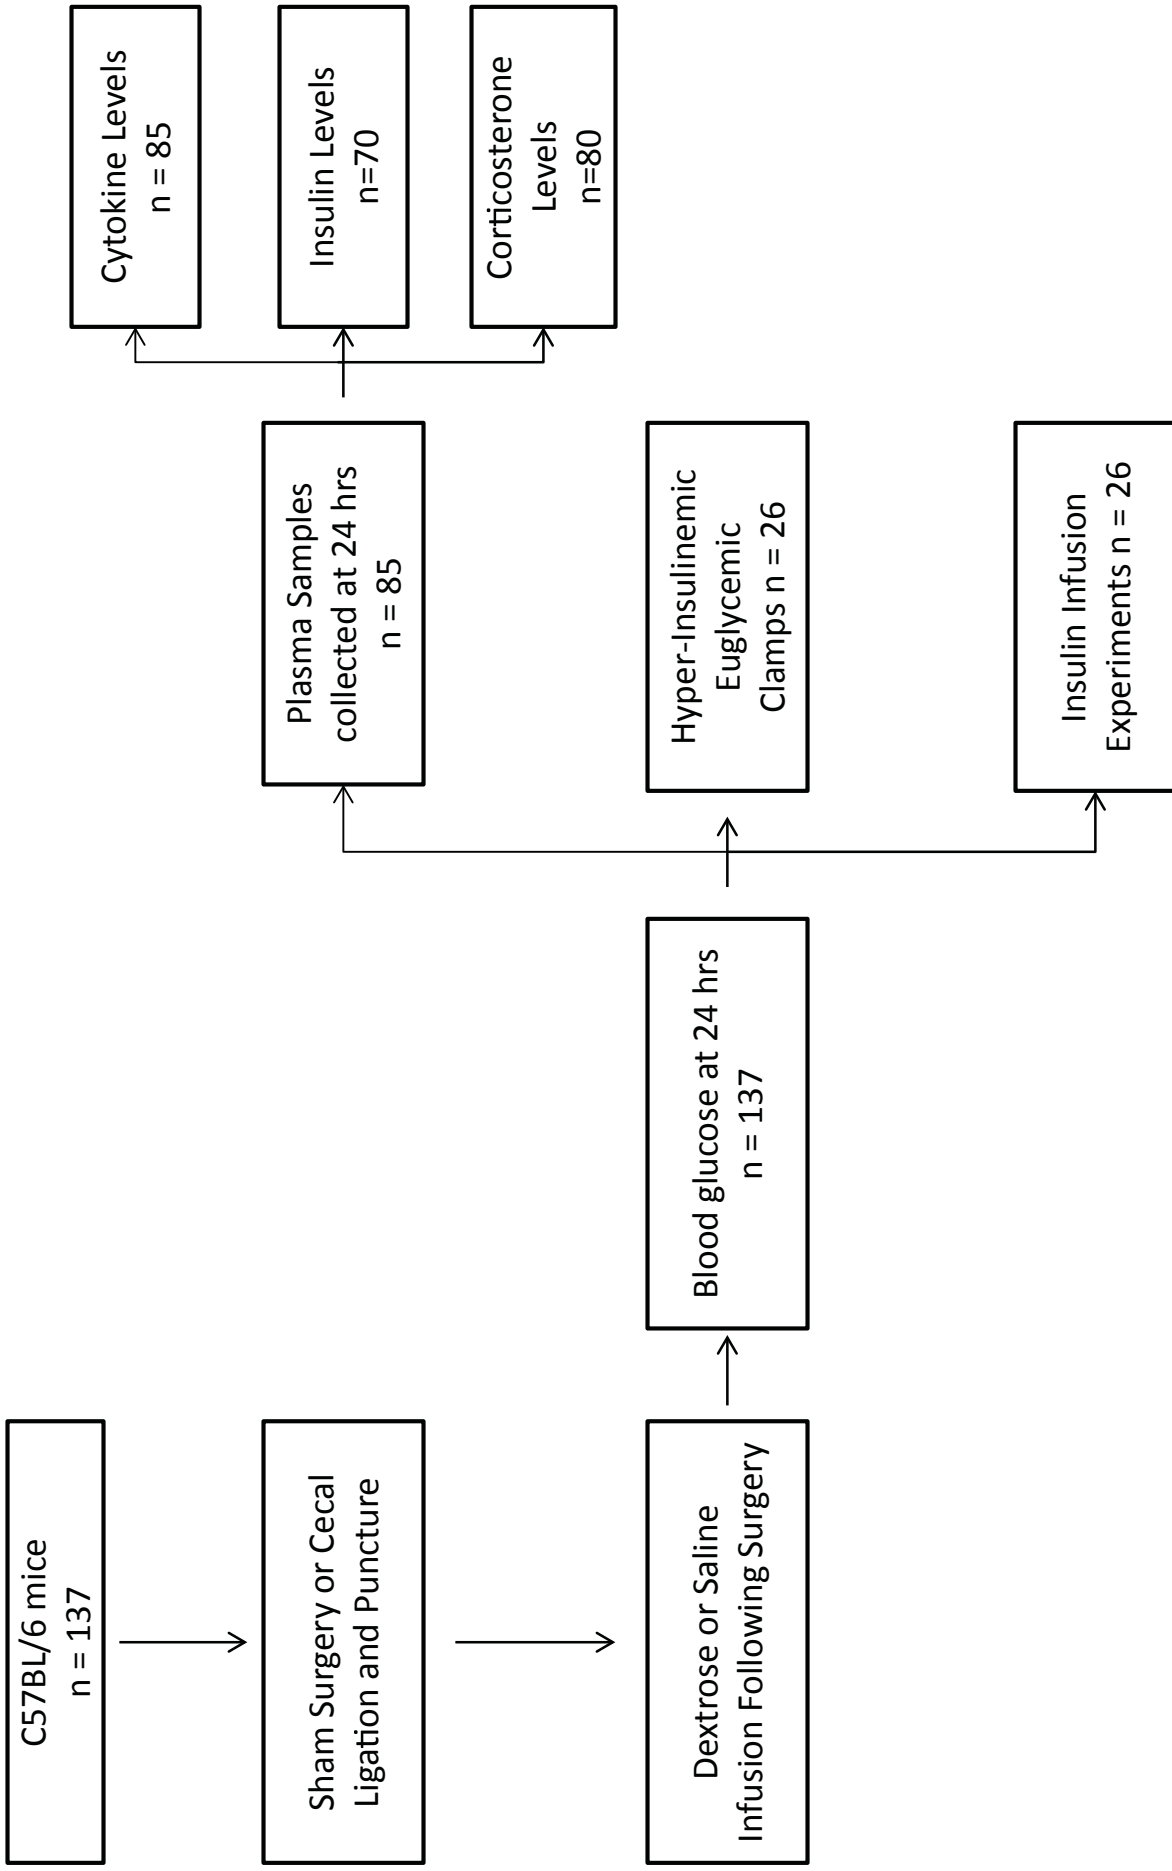 C57BL/6 mice
n = 137
Sham Surgery or Cecal
Ligation and Puncture
Dextrose or Saline
Infusion Following Surgery
Blood glucose at 24 hrs
n = 137
Plasma Samples
collected at 24 hrs
n = 85
Hyper-Insulinemic
Euglycemic
Clamps n = 26
Insulin Infusion
Experiments n = 26
Cytokine Levels
n = 85
Insulin Levels
n=70
Corticosterone
Levels
n=80